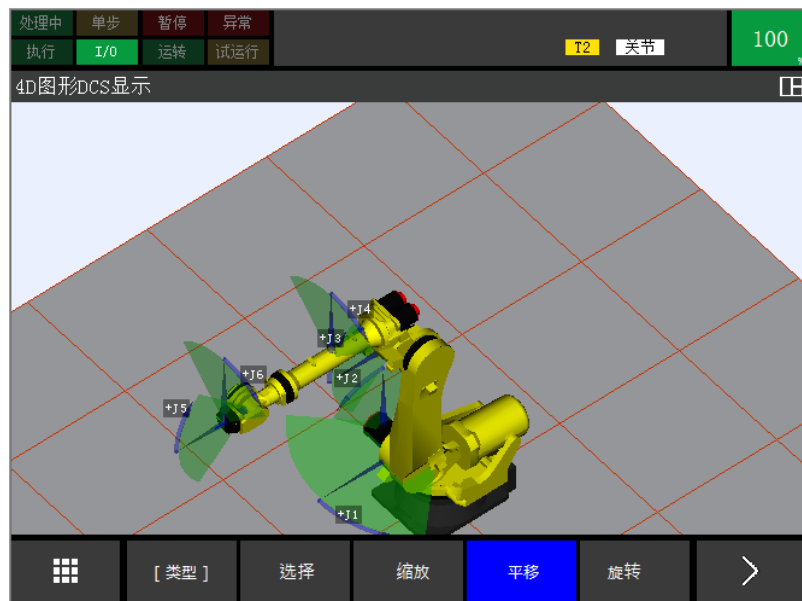 处理中 单步 暂停 异常
执行 I/O 运转 试运行
T2 关节
100
%
4D图形DCS显示
+J4
+J3
+J6
+J2
+J5
+J1
[ 类型 ] 选择 缩放 平移 旋转